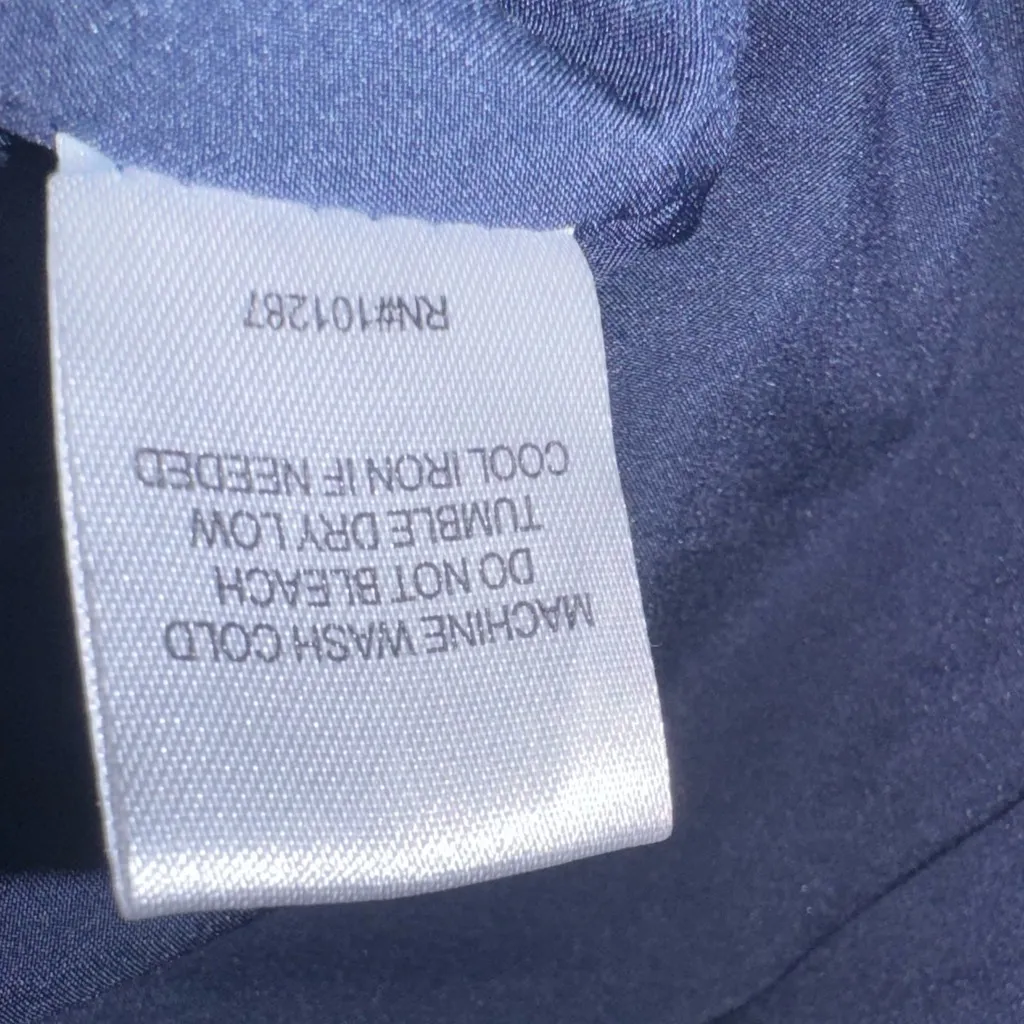 MACHINE WASH COLD
DO NOT BLEACH
TUMBLE DRY LOW
COOL IRON IF NEEDED
RN#101287